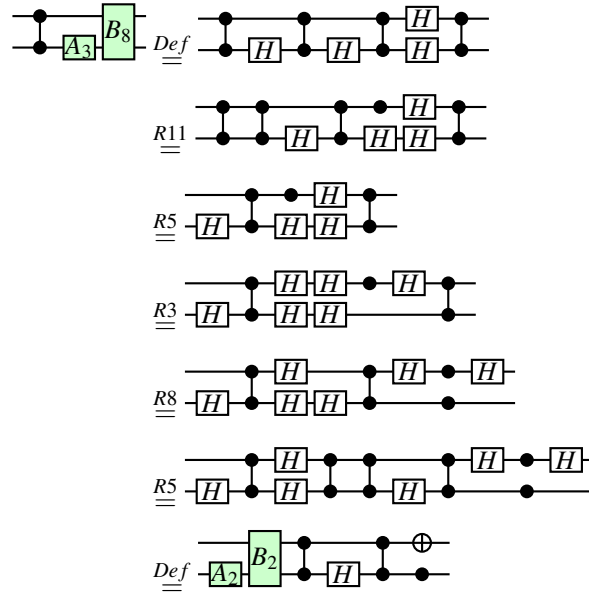 B₈ H
A₃ Def = H H H
H
R11 = H H H
H
R5 = H H H
H H H
R3 = H H H
H H H
R8 = H H H
H H H
R5 = H H H
B₂
Def = A₂ H